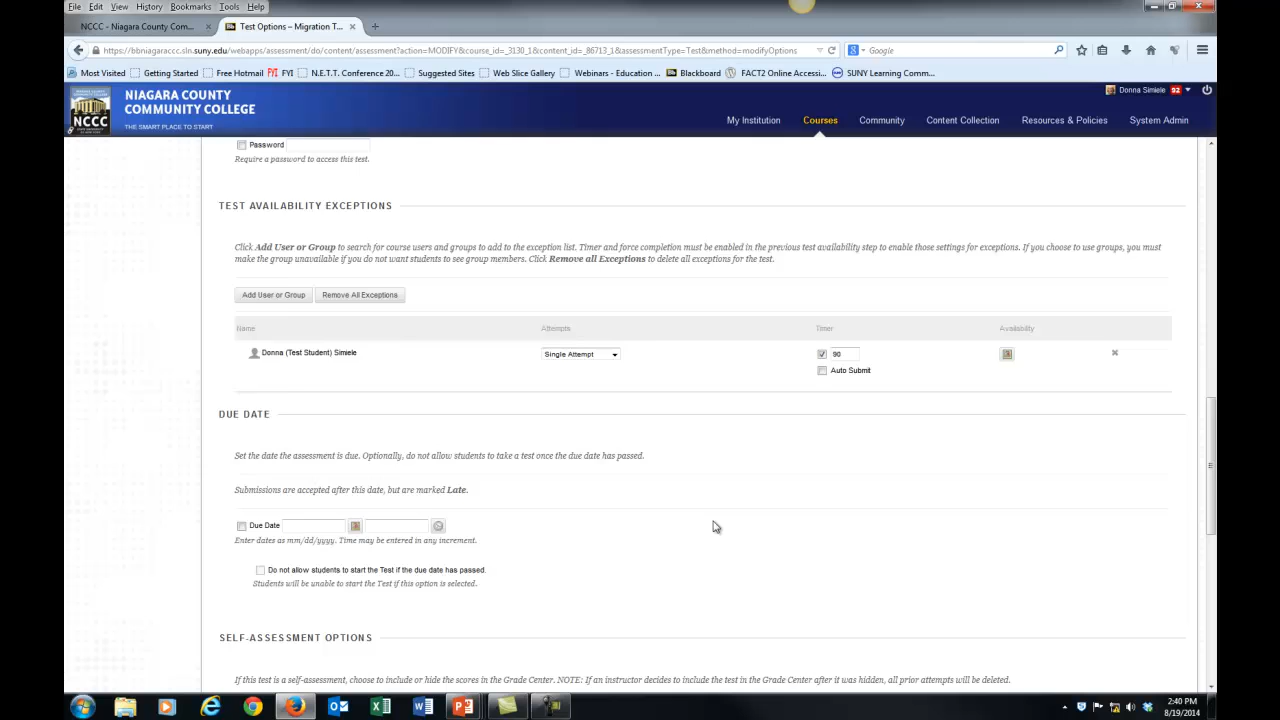 File Edit View History Bookmarks Tools Help
NCCC - Niagara County Com... × Test Options – Migration T... × +
https://bbniagaraccc.sln.suny.edu/webapps/assessment/do/content/assessment?action=MODIFY&course_id=_3130_1&content_id=_86713_1&assessmentType=Test&method=modifyOptions Google
Most Visited Getting Started Free Hotmail FYI FYI N.E.T.T. Conference 20... Suggested Sites Web Slice Gallery Webinars - Education ... Blackboard FACT2 Online Accessi... SUNY Learning Comm...
NIAGARA COUNTY
COMMUNITY COLLEGE
THE SMART PLACE TO START
NCCC
Donna Simiele 92
My Institution Courses Community Content Collection Resources & Policies System Admin
Password
Require a password to access this test.
TEST AVAILABILITY EXCEPTIONS
Click Add User or Group to search for course users and groups to add to the exception list. Timer and force completion must be enabled in the previous test availability step to enable those settings for exceptions. If you choose to use groups, you must
make the group unavailable if you do not want students to see group members. Click Remove all Exceptions to delete all exceptions for the test.
Add User or Group Remove All Exceptions
Name Attempts Timer Availability
Donna (Test Student) Simiele Single Attempt 90
Auto Submit
DUE DATE
Set the date the assessment is due. Optionally, do not allow students to take a test once the due date has passed.
Submissions are accepted after this date, but are marked Late.
Due Date
Enter dates as mm/dd/yyyy. Time may be entered in any increment.
Do not allow students to start the Test if the due date has passed.
Students will be unable to start the Test if this option is selected.
SELF-ASSESSMENT OPTIONS
If this test is a self-assessment, choose to include or hide the scores in the Grade Center. NOTE: If an instructor decides to include the test in the Grade Center after it was hidden, all prior attempts will be deleted.
2:40 PM
8/19/2014